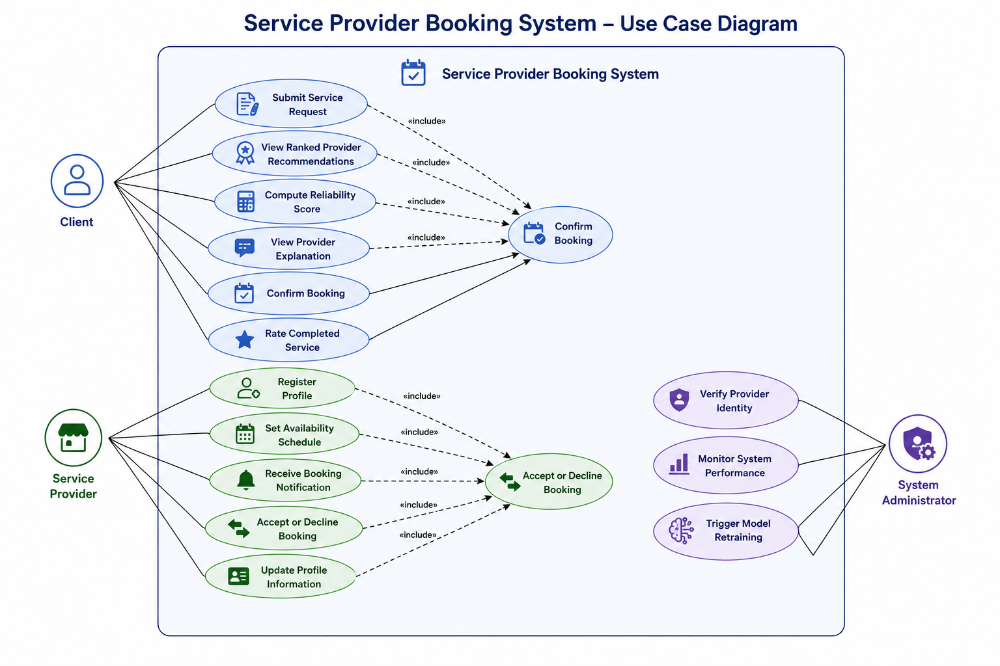 Service Provider Booking System – Use Case Diagram
Service Provider Booking System
Submit Service
Request
«include»
View Ranked Provider
Recommendations
«include»
Compute Reliability
Score
«include»
View Provider
Explanation
«include»
Confirm Booking
Rate Completed
Service
Confirm
Booking
Client
Register
Profile
«include»
Set Availability
Schedule
«include»
Receive Booking
Notification
«include»
Accept or Decline
Booking
«include»
Update Profile
Information
«include»
Accept or Decline
Booking
Service
Provider
Verify Provider
Identity
Monitor System
Performance
Trigger Model
Retraining
System
Administrator